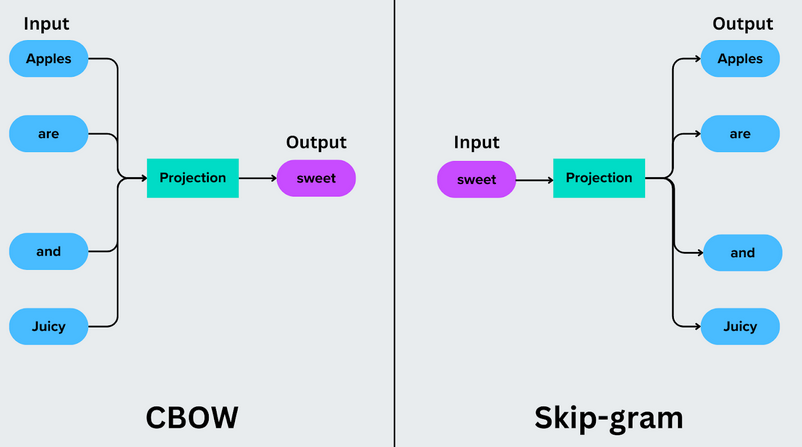 Input
Apples
are
and
Juicy
Projection
Output
sweet
CBOW
Input
sweet
Projection
Output
Apples
are
and
Juicy
Skip-gram